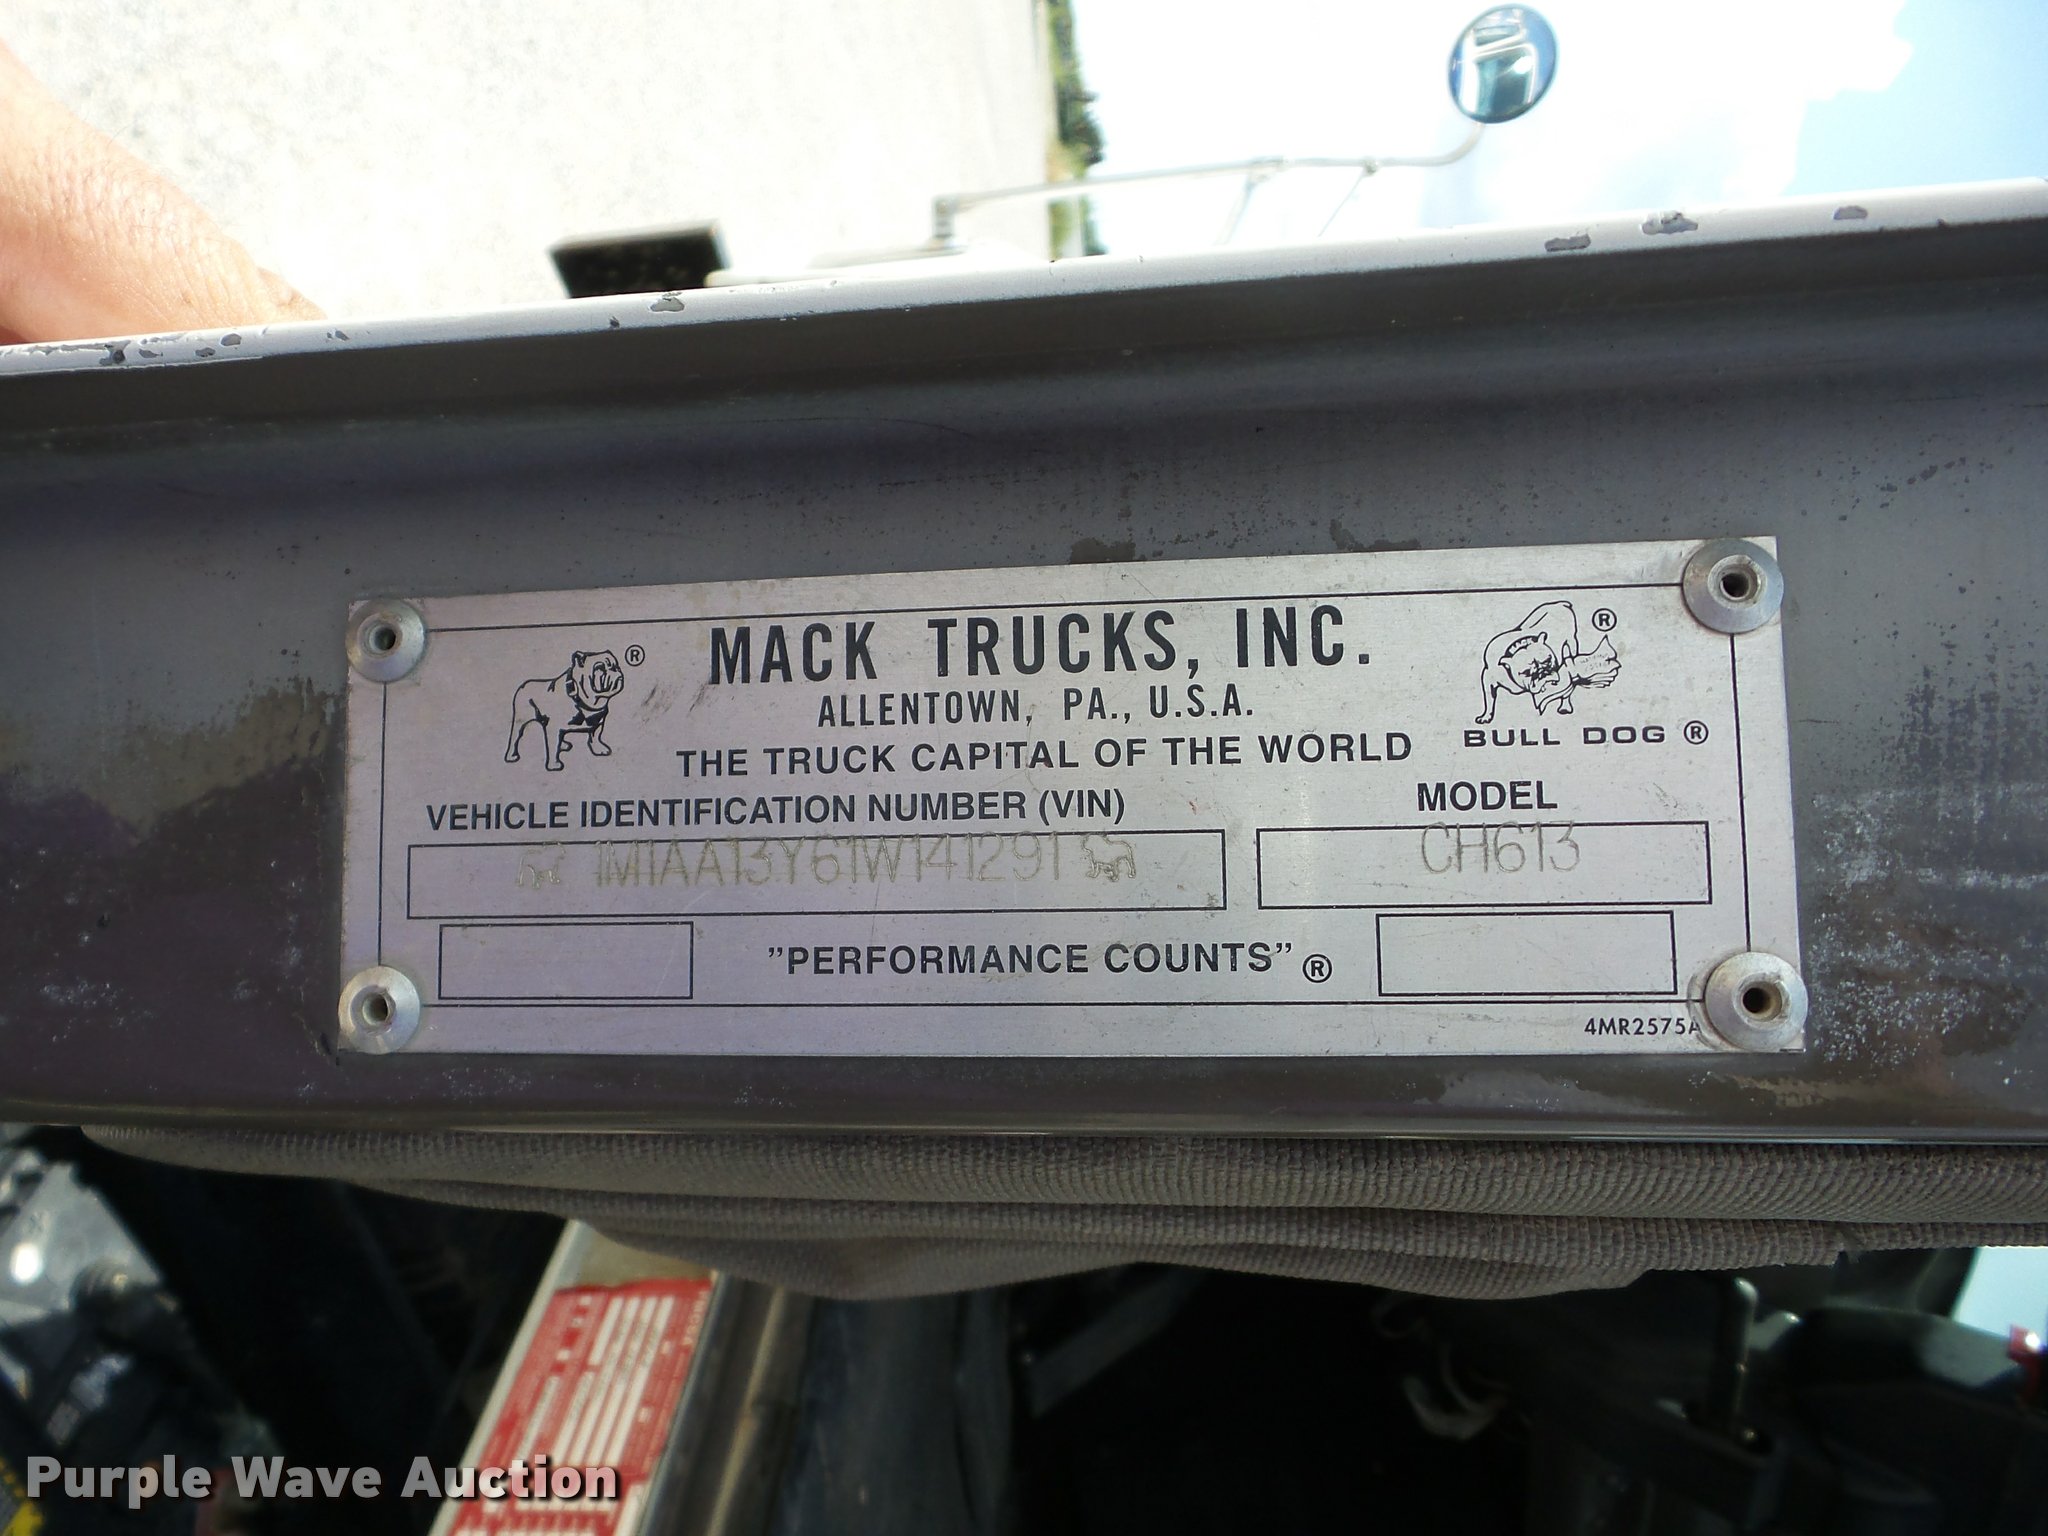 MACK TRUCKS, INC.
ALLENTOWN, PA., U.S.A.
THE TRUCK CAPITAL OF THE WORLD
®
BULL DOG ®
®
VEHICLE IDENTIFICATION NUMBER (VIN)
MODEL
1M1AA13Y61W141291
CH613
"PERFORMANCE COUNTS"®
4MR2575A
Purple Wave Auction